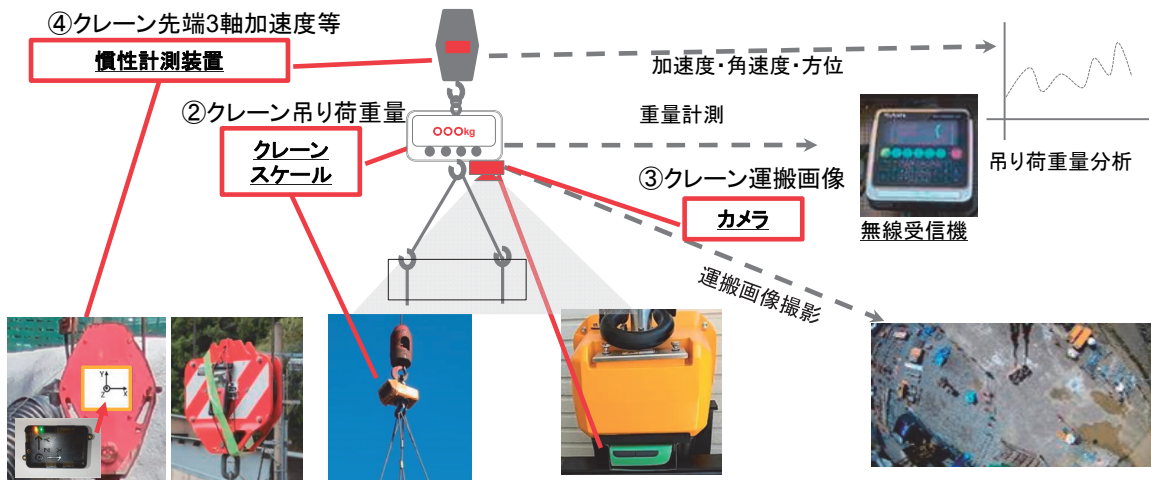 ④クレーン先端3軸加速度等
慣性計測装置
加速度・角速度・方位
②クレーン吊り荷重量
クレーン
スケール
OOOkg
重量計測
③クレーン運搬画像
カメラ
吊り荷重量分析
無線受信機
運搬画像撮影
Kubota
Y
Z
X
Y
Z
X